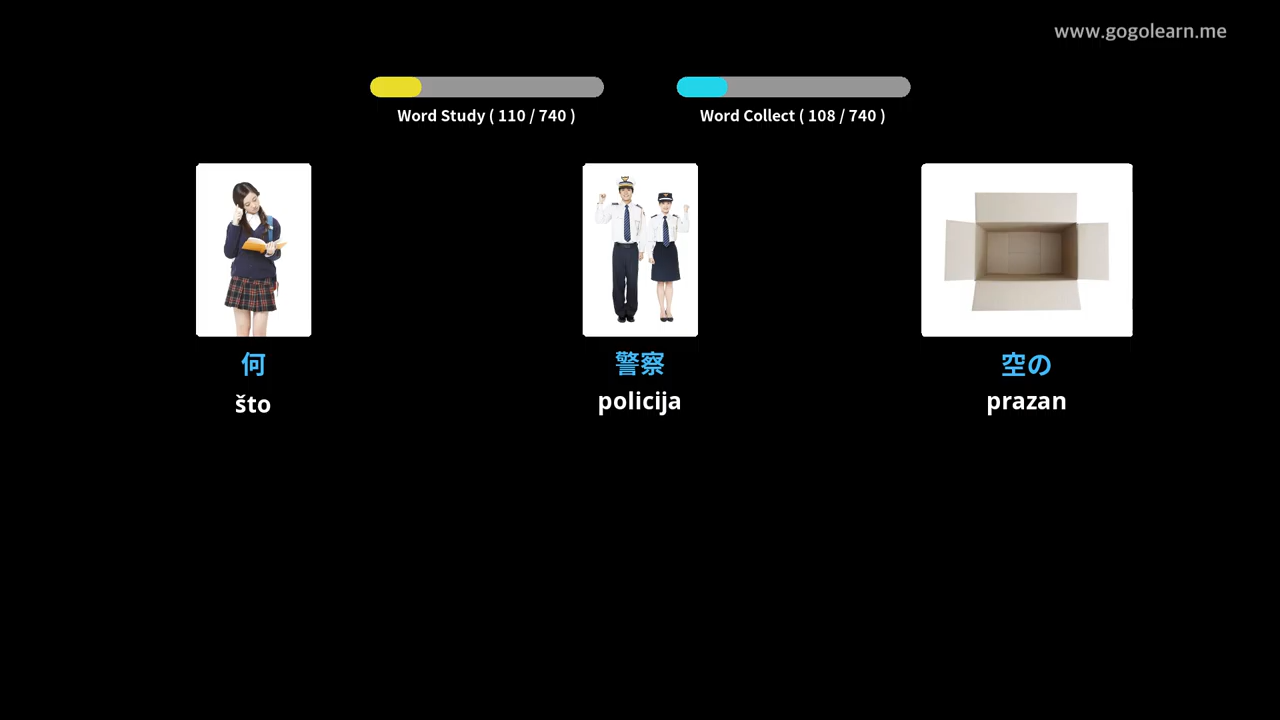 www.gogolearn.me
Word Study ( 110 / 740 )
Word Collect ( 108 / 740 )
何
što
警察
policija
空の
prazan